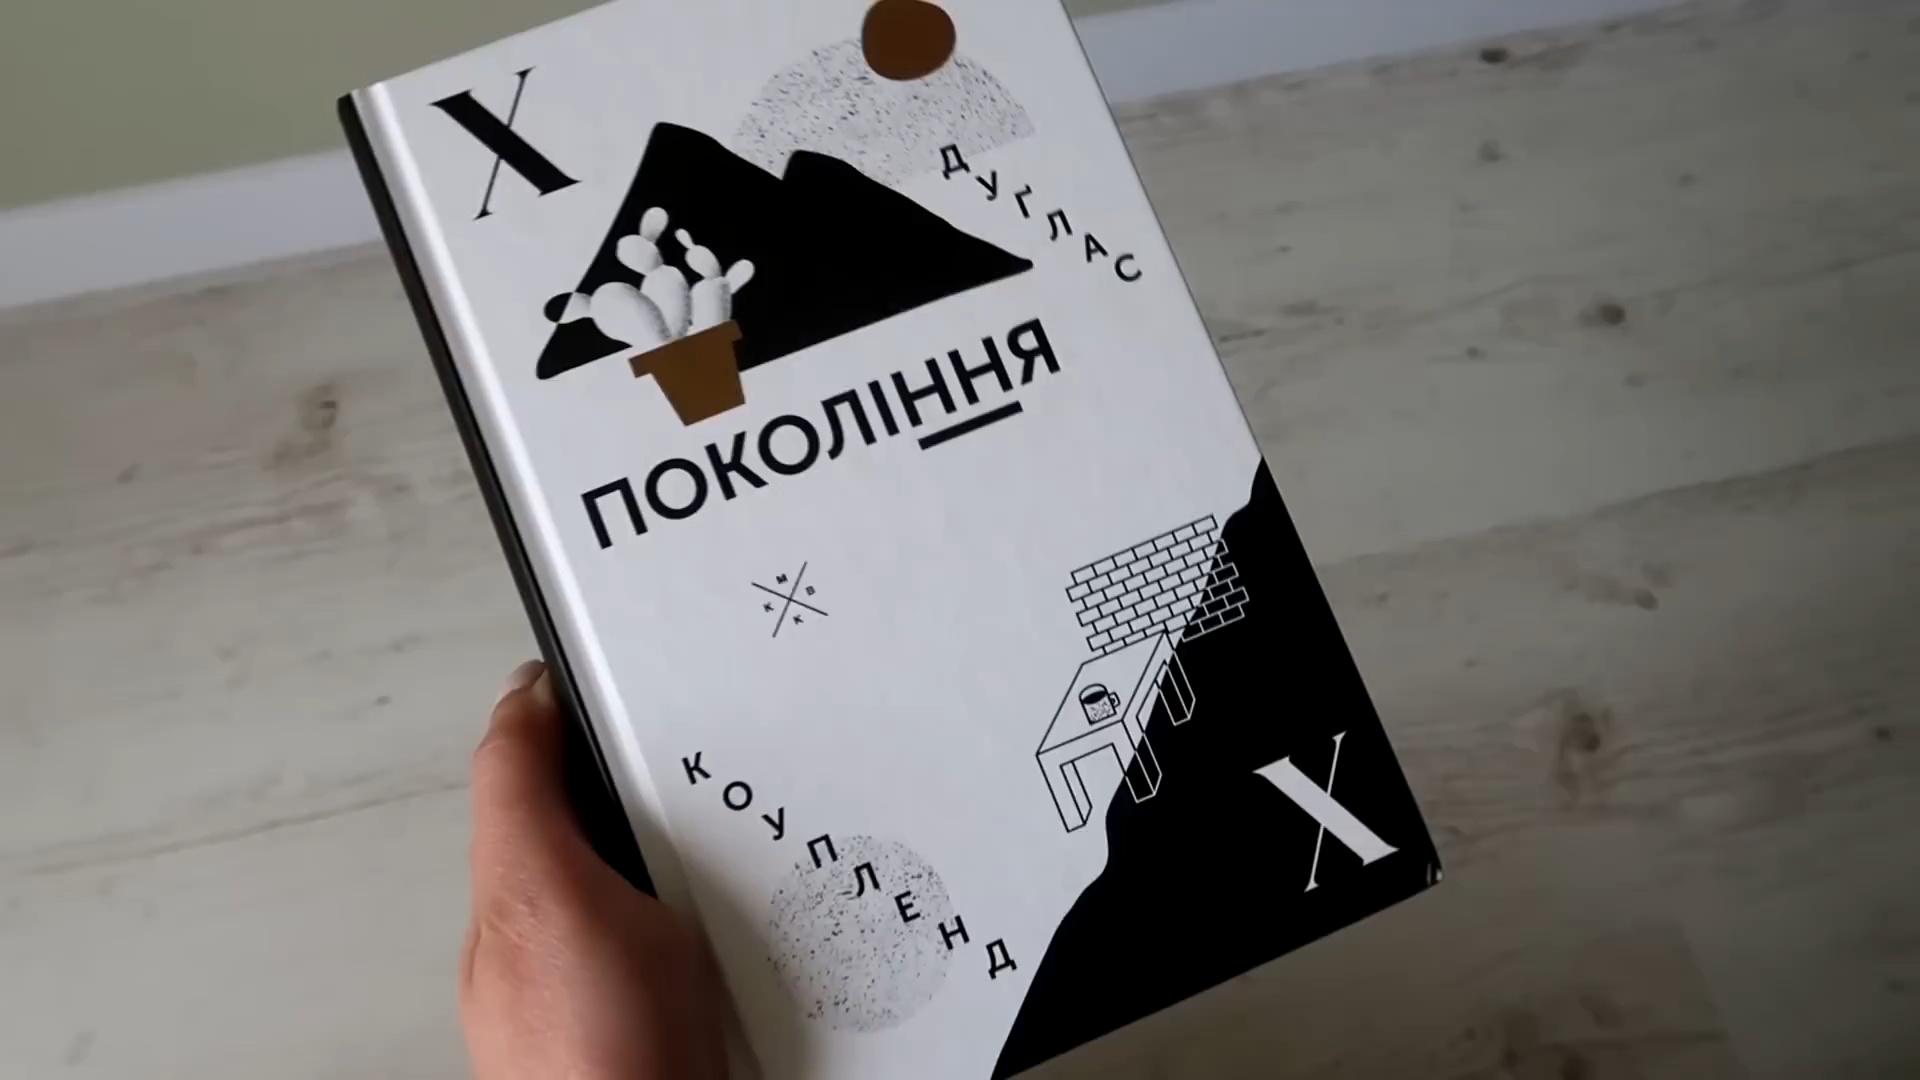 X
ДУҐЛАС
ПОКОЛІННЯ
М
К В
К
КОУПЛЕНД
X